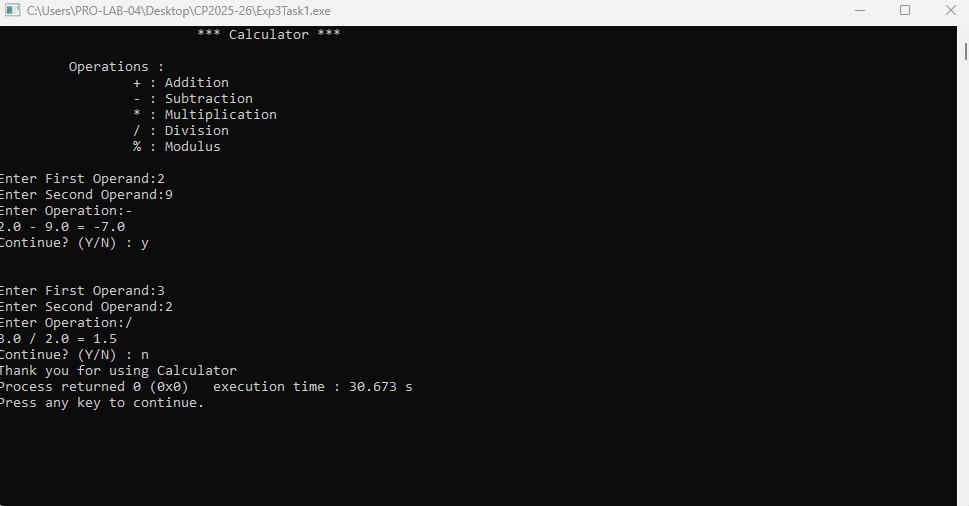 C:\Users\PRO-LAB-04\Desktop\CP2025-26\Exp3Task1.exe
*** Calculator ***
Operations :
+ : Addition
- : Subtraction
* : Multiplication
/ : Division
% : Modulus
Enter First Operand:2
Enter Second Operand:9
Enter Operation:-
2.0 - 9.0 = -7.0
Continue? (Y/N) : y
Enter First Operand:3
Enter Second Operand:2
Enter Operation:/
3.0 / 2.0 = 1.5
Continue? (Y/N) : n
Thank you for using Calculator
Process returned 0 (0x0)   execution time : 30.673 s
Press any key to continue.